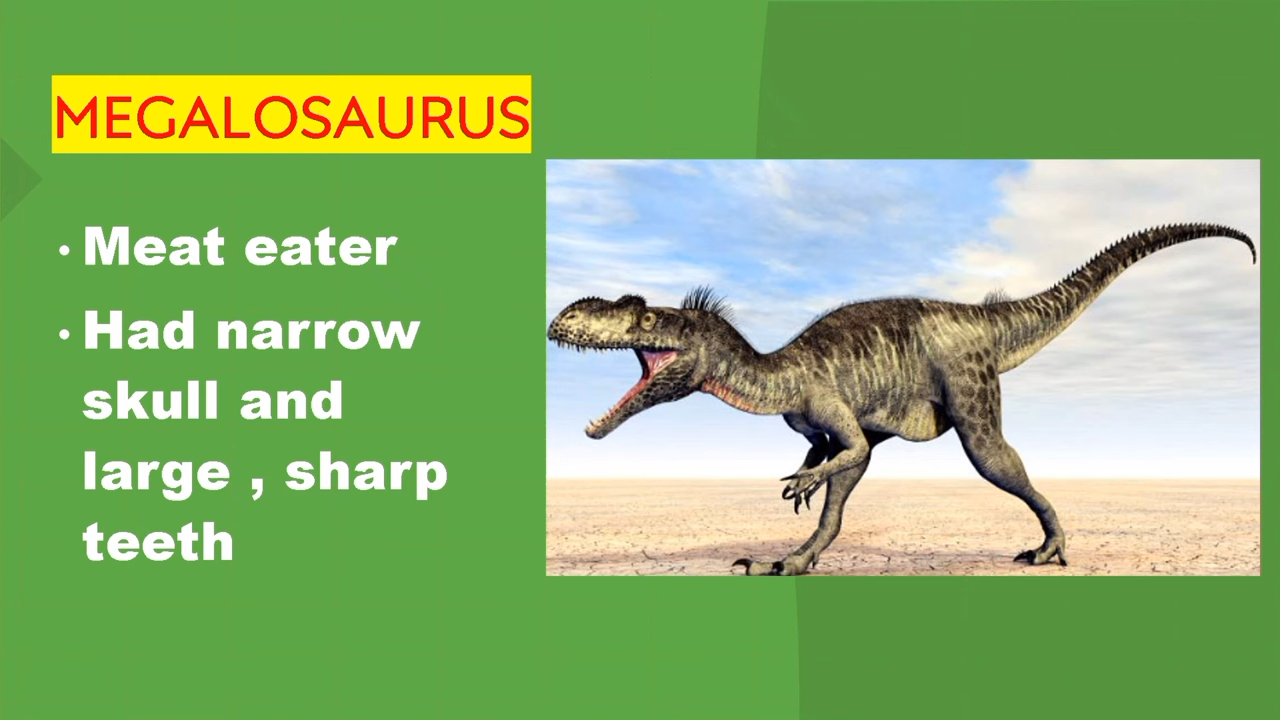 MEGALOSAURUS
• Meat eater
• Had narrow
skull and
large , sharp
teeth